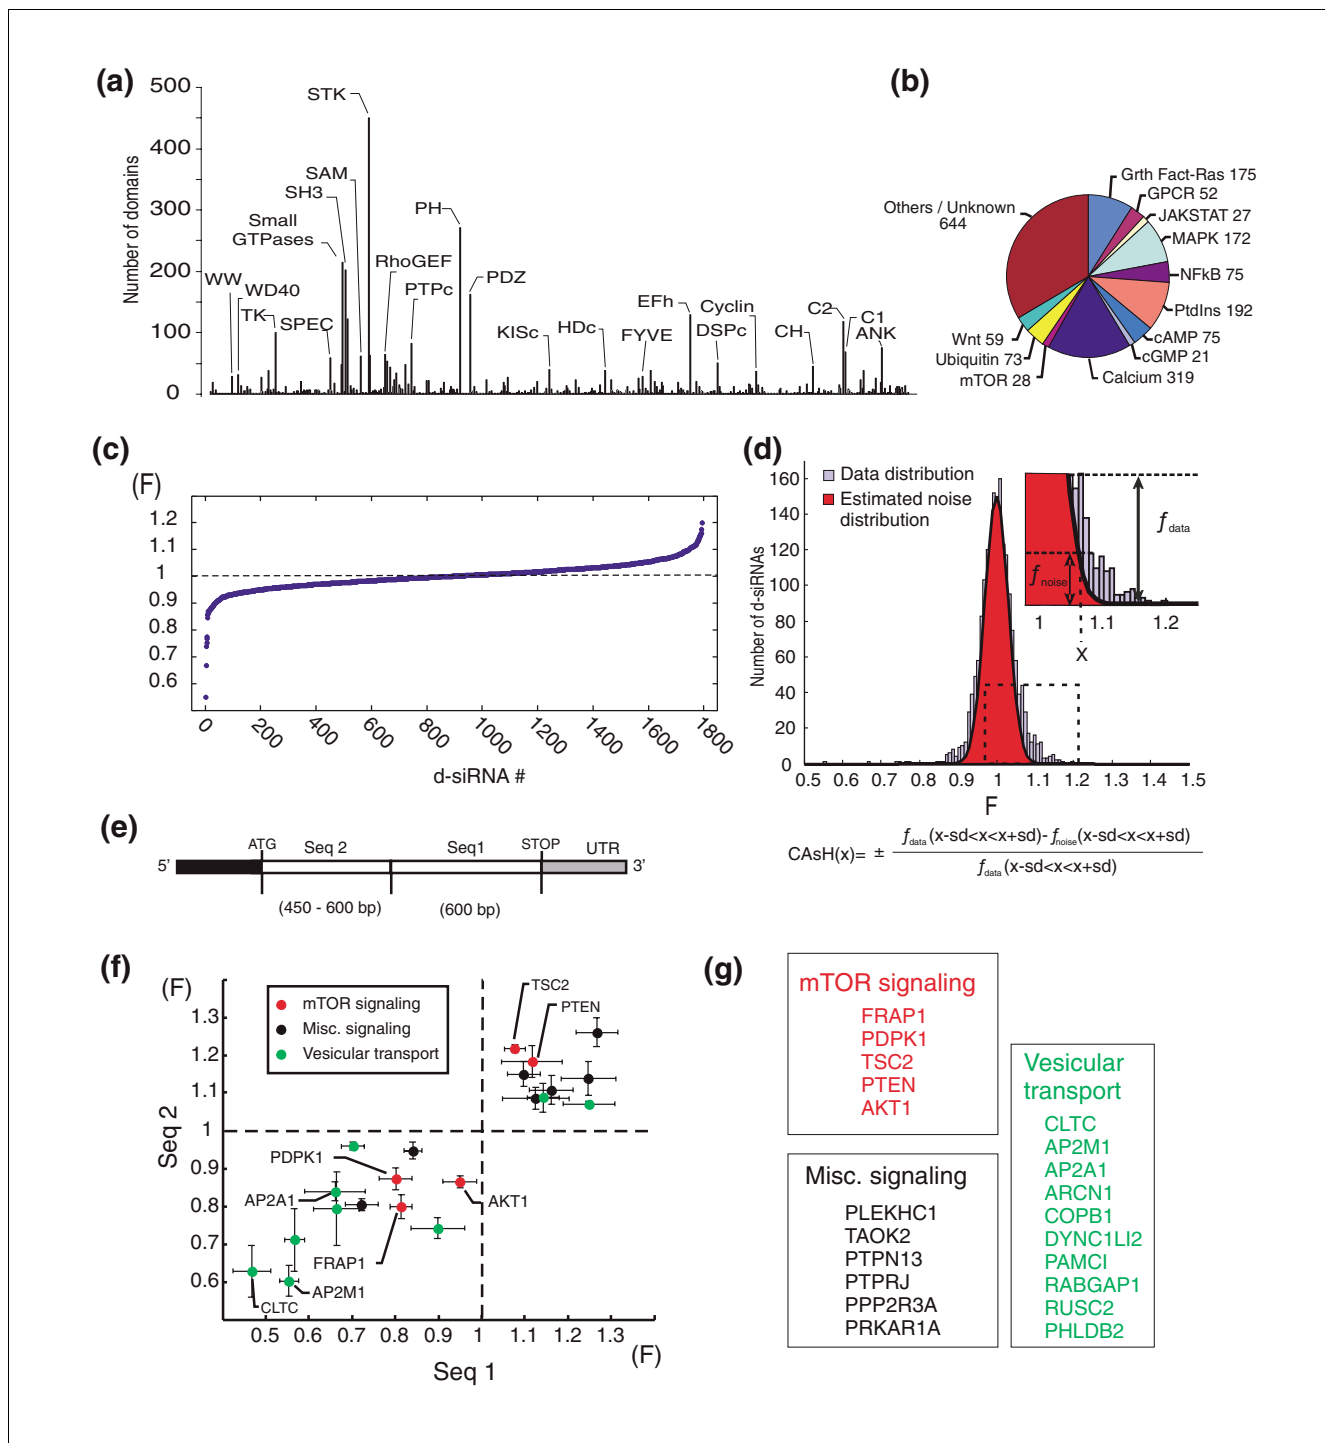 (a)
Number of domains
500
400
300
200
100
0
STK
SAM
SH3
Small
GTPases
WW
WD40
TK
SPEC
RhoGEF
PTPc
PH
PDZ
KISc
HDc
FYVE
EFh
Cyclin
DSPc
CH
C2
C1
ANK
(b)
Grth Fact-Ras 175
GPCR 52
JAKSTAT 27
MAPK 172
NFkB 75
PtdIns 192
cAMP 75
cGMP 21
Calcium 319
mTOR 28
Ubiquitin 73
Wnt 59
Others / Unknown
644
(c)
(F)
1.2
1.1
1
0.9
0.8
0.7
0.6
0
200
400
600
800
1000
1200
1400
1600
1800
d-siRNA #
(d)
Data distribution
Estimated noise
distribution
Number of d-siRNAs
160
140
120
100
80
60
40
20
0
0.5 0.6 0.7 0.8 0.9 1 1.1 1.2 1.3 1.4 1.5
F
fdata
fnoise
1 1.1 1.2
X
CAsH(x)= ± fdata (x-sd<x<x+sd)- fnoise(x-sd<x<x+sd)
fdata (x-sd<x<x+sd)
(e)
5'
ATG
Seq 2
Seq1
STOP
UTR
3'
(450 - 600 bp)
(600 bp)
(f)
(F)
mTOR signaling
Misc. signaling
Vesicular transport
TSC2
PTEN
PDPK1
AP2A1
AKT1
FRAP1
AP2M1
CLTC
Seq 2
1.3
1.2
1.1
1
0.9
0.8
0.7
0.6
0.5 0.6 0.7 0.8 0.9 1 1.1 1.2 1.3
(F)
Seq 1
(g)
mTOR signaling
FRAP1
PDPK1
TSC2
PTEN
AKT1
Misc. signaling
PLEKHC1
TAOK2
PTPN13
PTPRJ
PPP2R3A
PRKAR1A
Vesicular
transport
CLTC
AP2M1
AP2A1
ARCN1
COPB1
DYNC1LI2
PAMCI
RABGAP1
RUSC2
PHLDB2